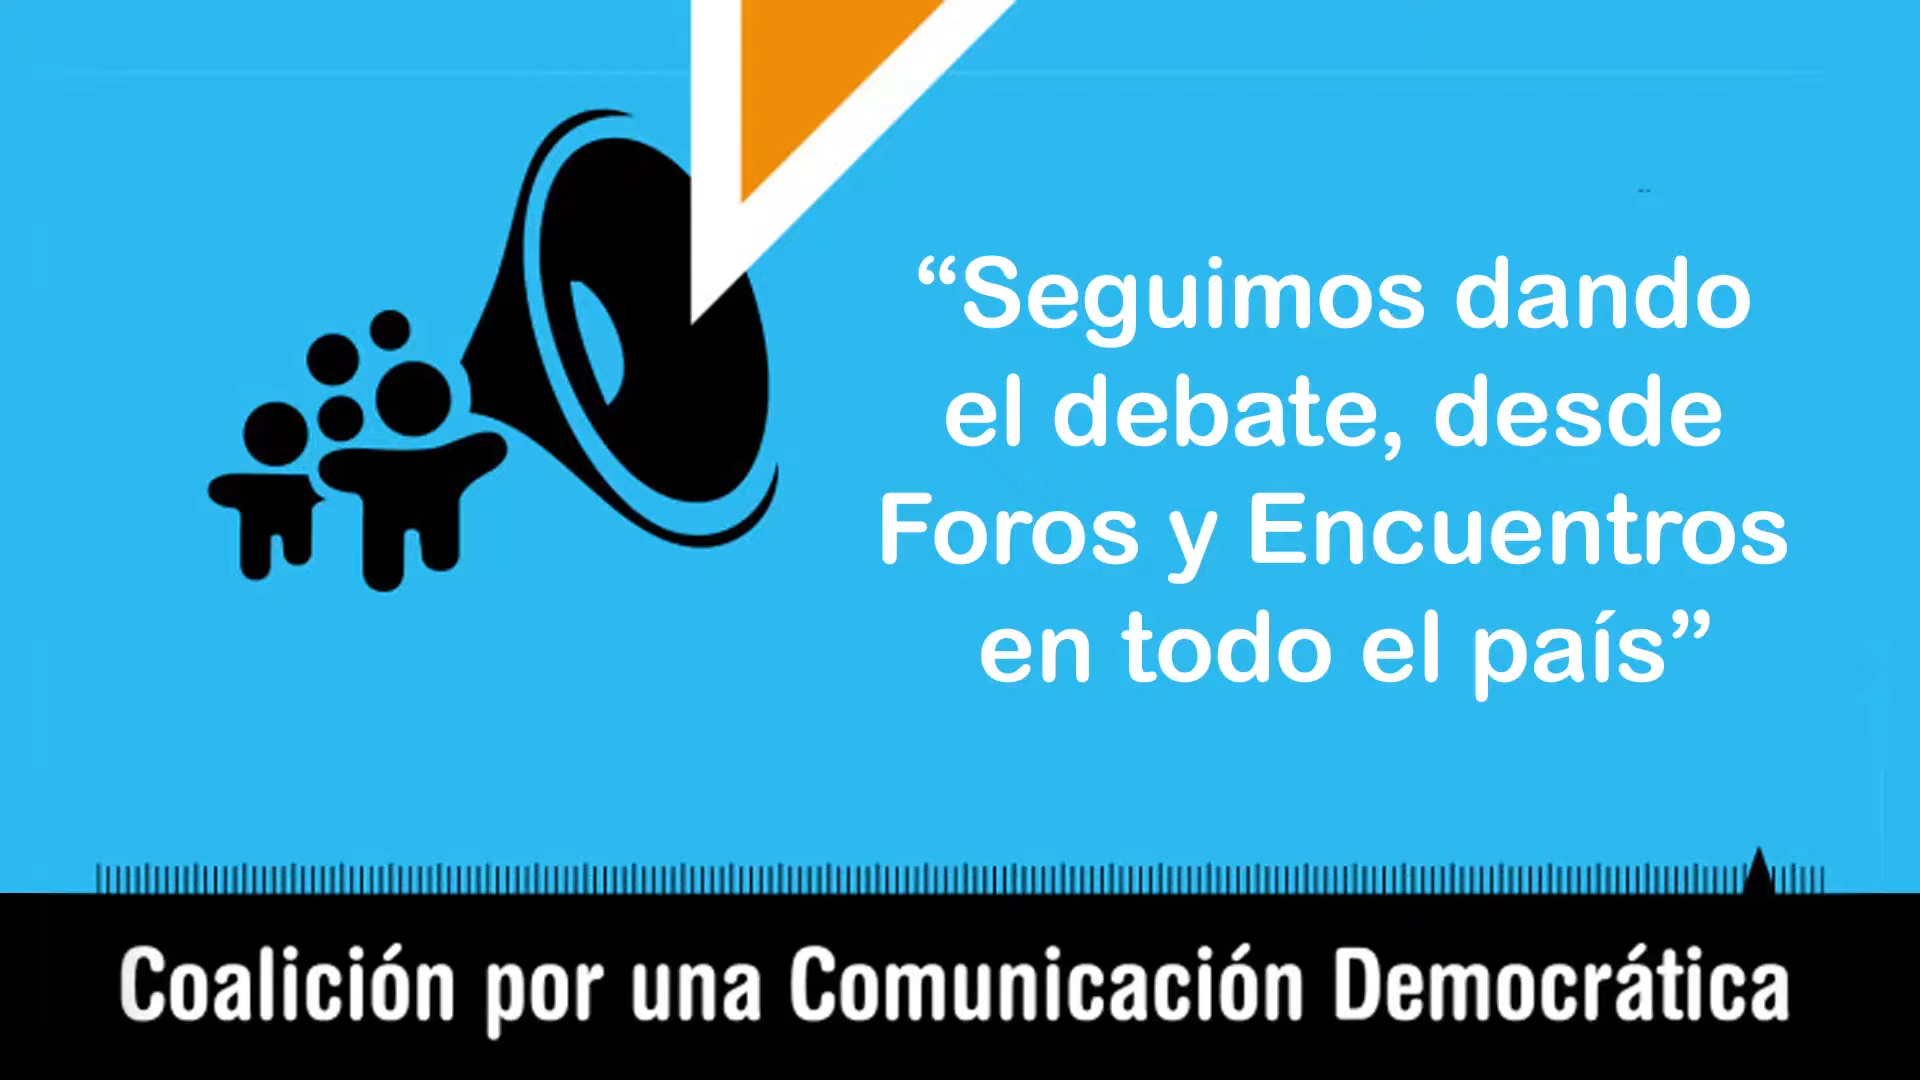 “Seguimos dando
el debate, desde
Foros y Encuentros
en todo el país”
Coalición por una Comunicación Democrática